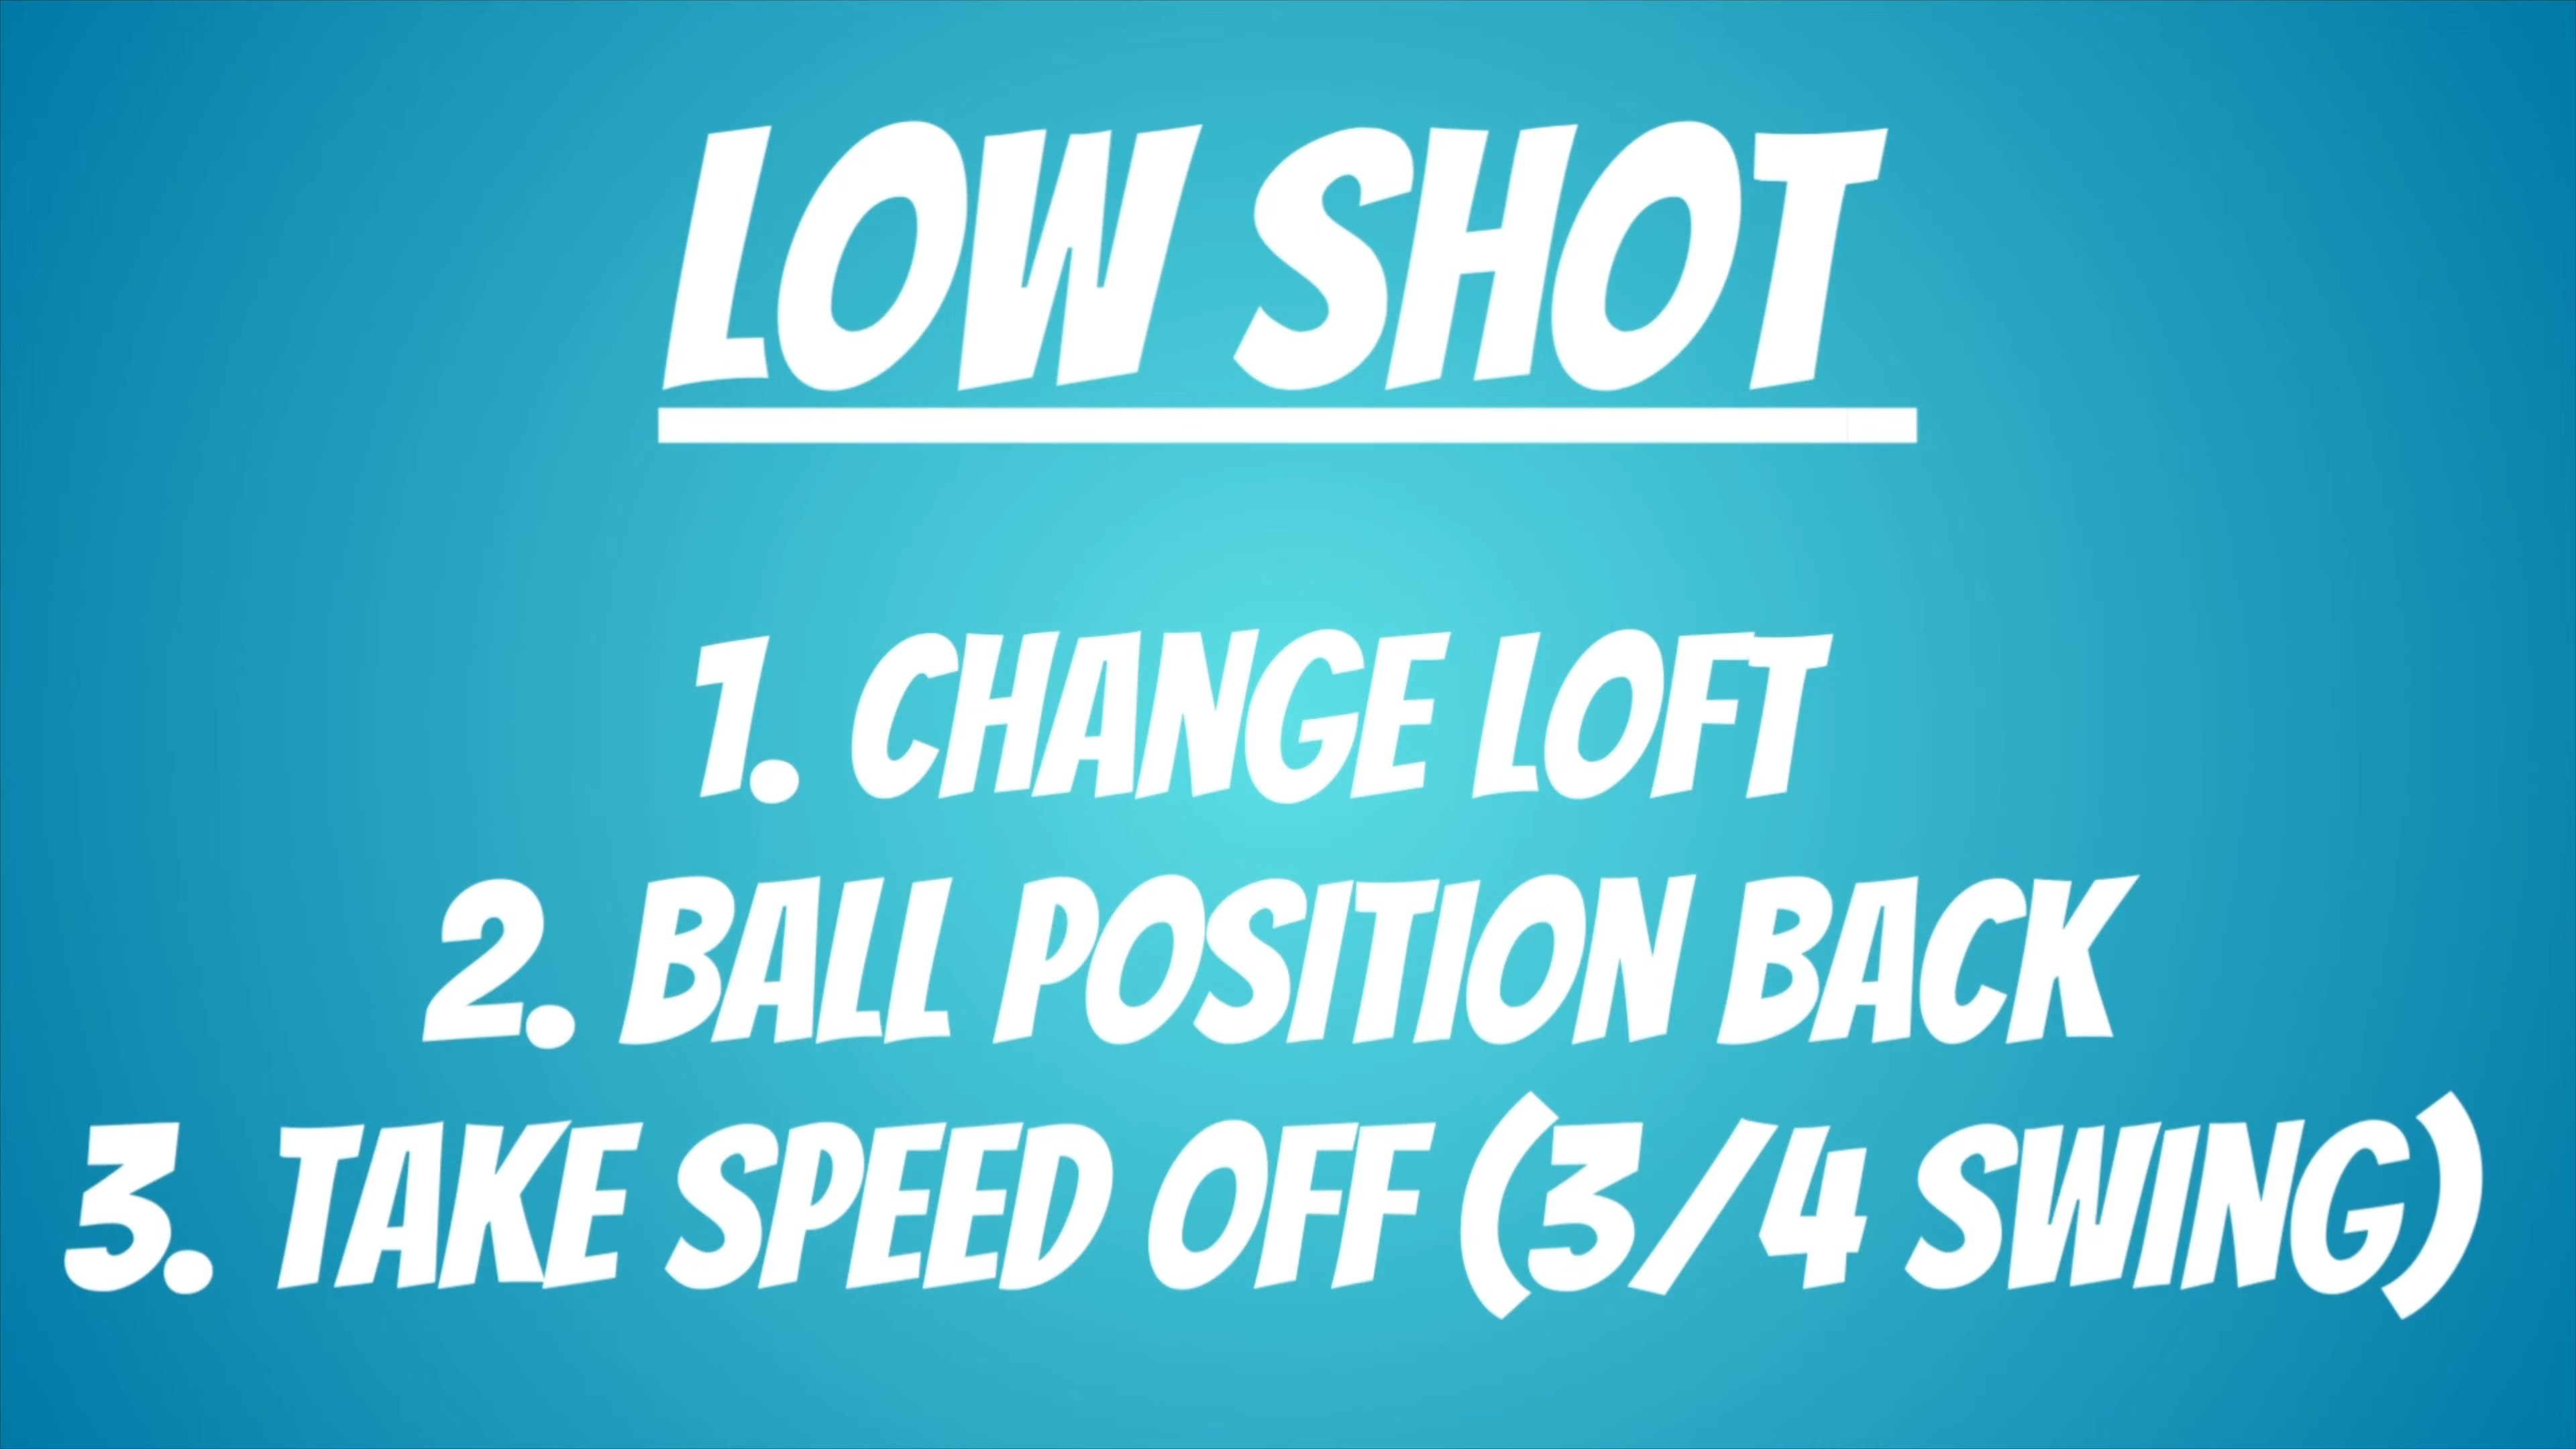 LOW SHOT
1. CHANGE LOFT
2. BALL POSITION BACK
3. TAKE SPEED OFF (3/4 SWING)